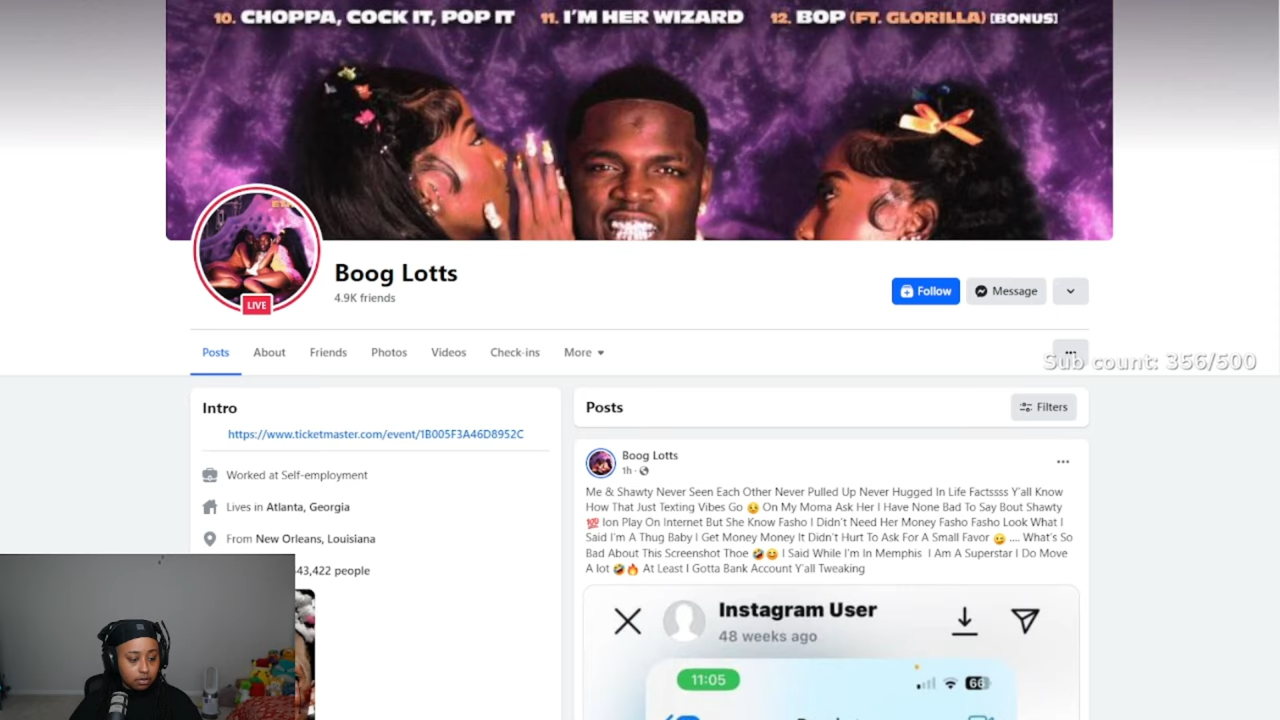 10. CHOPPA, COCK IT, POP IT 11. I'M HER WIZARD 12. BOP (FT. GLORILLA) [BONUS]
LIVE
Boog Lotts
4.9K friends
Follow Message
Posts About Friends Photos Videos Check-ins More
Sub count: 356/500
Intro
https://www.ticketmaster.com/event/1B005F3A46D8952C
Worked at Self-employment
Lives in Atlanta, Georgia
From New Orleans, Louisiana
43,422 people
Posts Filters
Boog Lotts
1h
Me & Shawty Never Seen Each Other Never Pulled Up Never Hugged In Life Factssss Y'all Know
How That Just Texting Vibes Go 😉 On My Moma Ask Her I Have None Bad To Say Bout Shawty
💯 Ion Play On Internet But She Know Fasho I Didn't Need Her Money Fasho Fasho Look What I
Said I'm A Thug Baby I Get Money Money It Didn't Hurt To Ask For A Small Favor 😄 .... What's So
Bad About This Screenshot Thoe 🤣😄 I Said While I'm In Memphis I Am A Superstar I Do Move
A lot 🤣🔥 At Least I Gotta Bank Account Y'all Tweaking
Instagram User
48 weeks ago
11:05 66